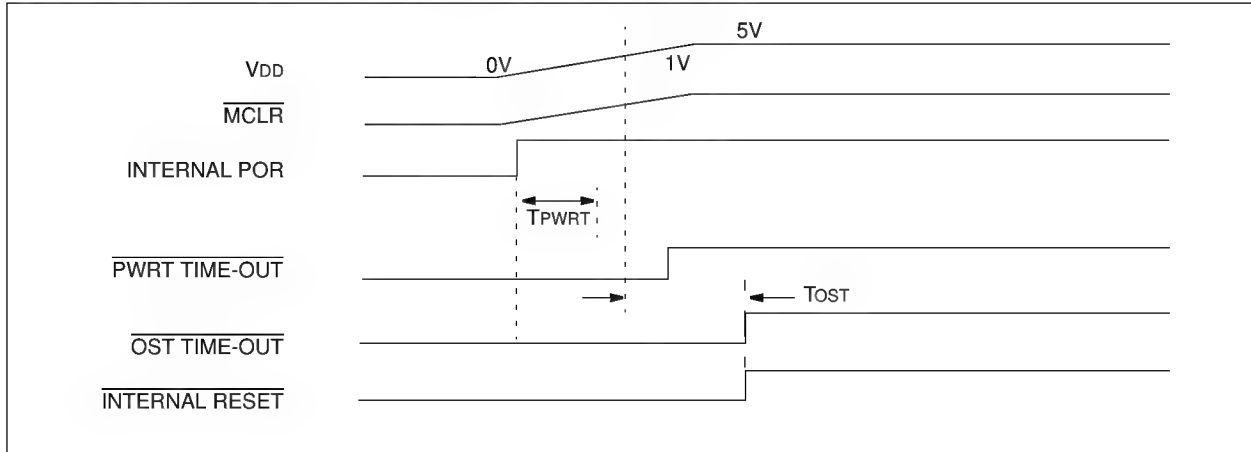 5V
VDD 0V 1V
MCLR
INTERNAL POR
TPWRT
PWRT TIME-OUT
TOST
OST TIME-OUT
INTERNAL RESET